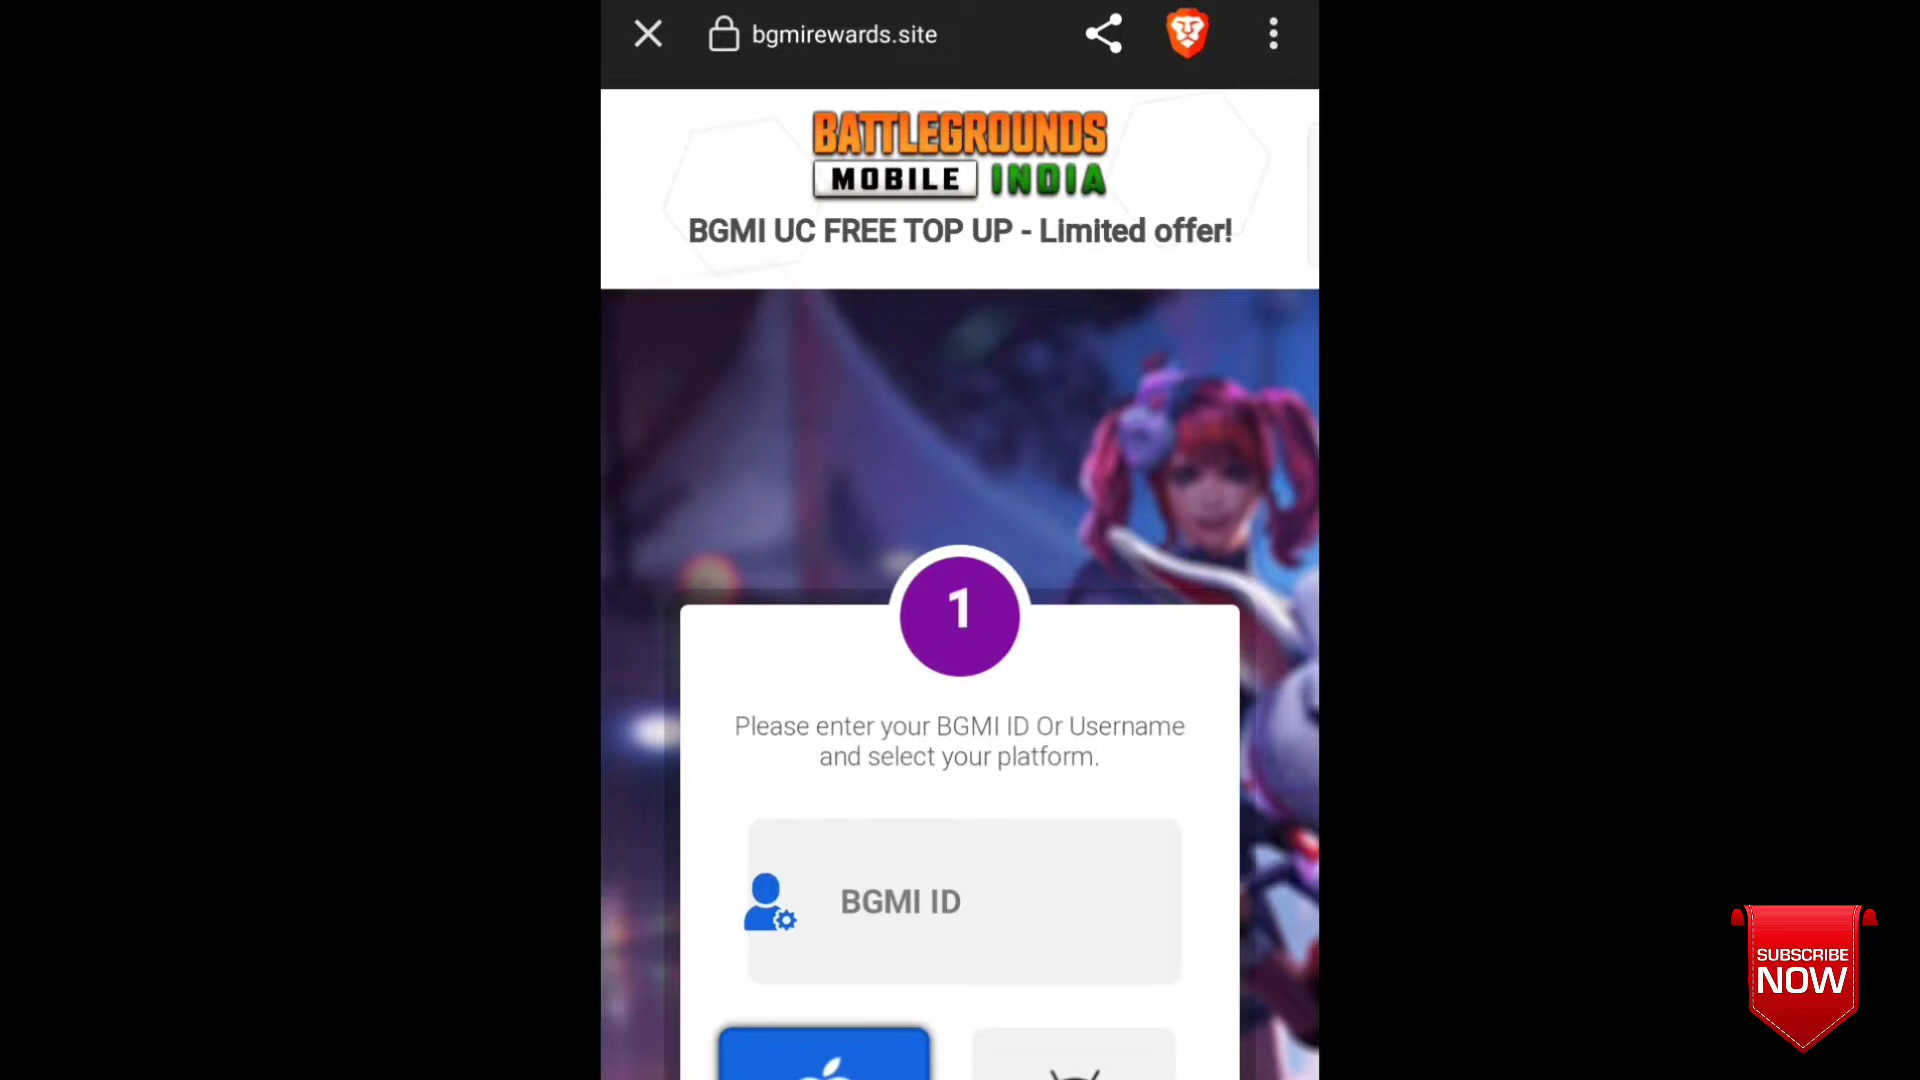 bgmirewards.site
BATTLEGROUNDS
MOBILE INDIA
BGMI UC FREE TOP UP - Limited offer!
1
Please enter your BGMI ID Or Username
and select your platform.
BGMI ID
SUBSCRIBE
NOW